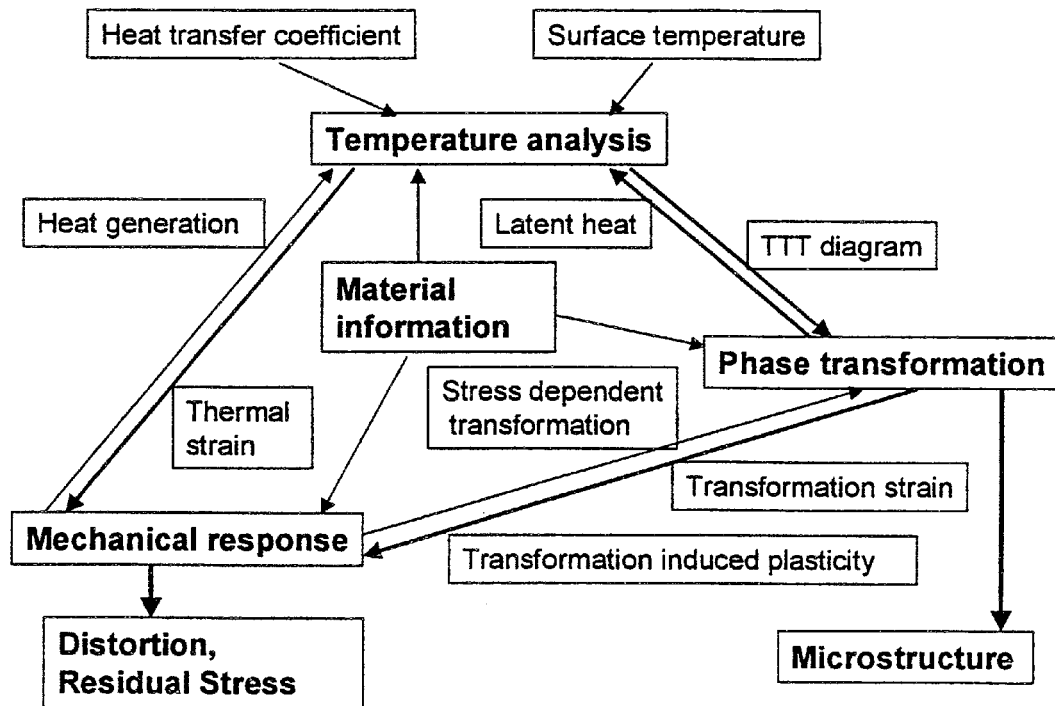 Heat transfer coefficient
Surface temperature
Temperature analysis
Heat generation
Latent heat
TTT diagram
Material
information
Phase transformation
Thermal
strain
Stress dependent
transformation
Transformation strain
Mechanical response
Transformation induced plasticity
Distortion,
Residual Stress
Microstructure